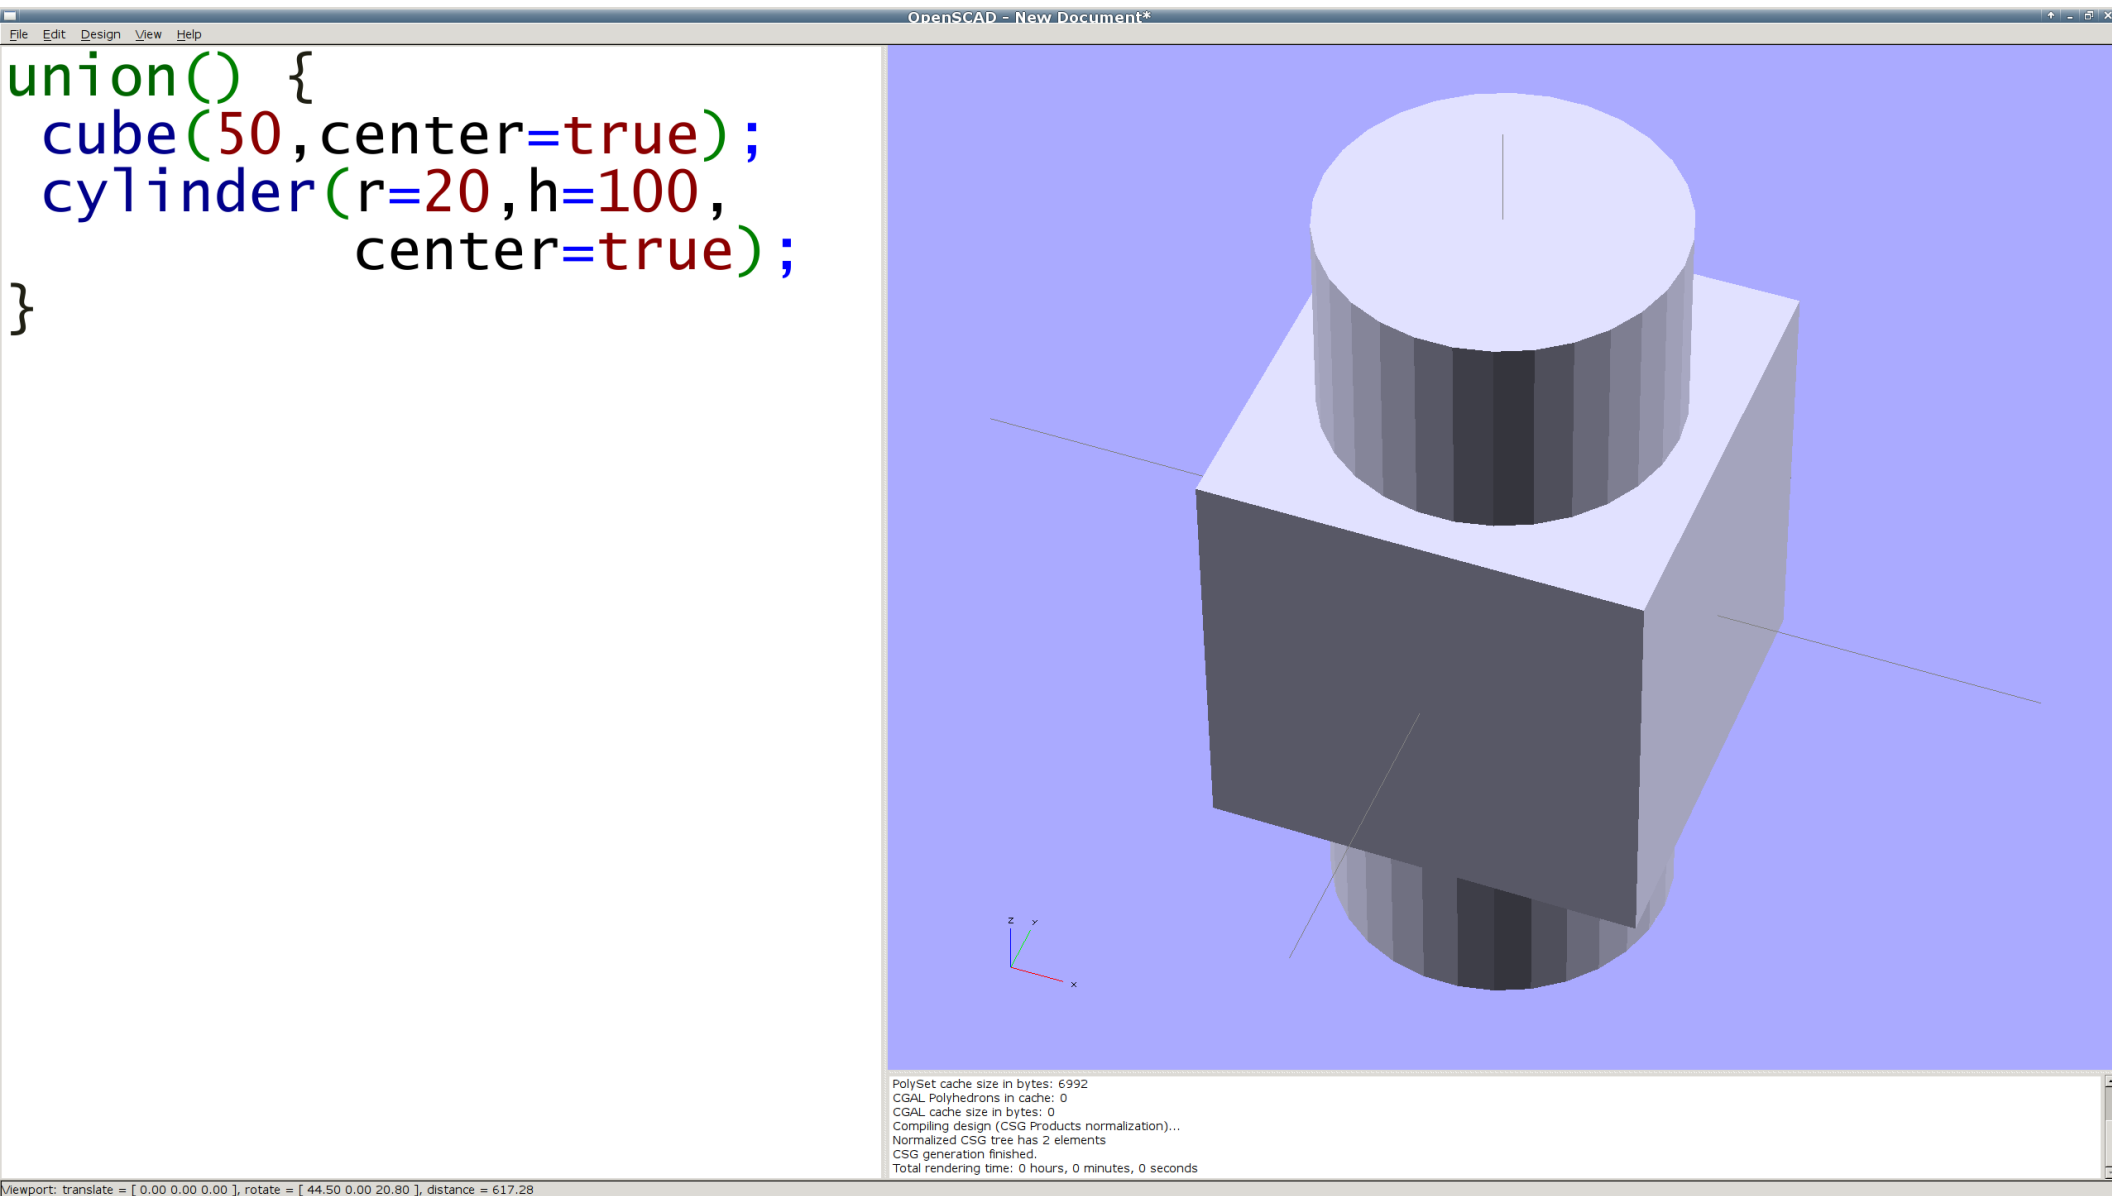 OpenSCAD - New Document*
File Edit Design View Help
union() {
 cube(50,center=true);
 cylinder(r=20,h=100,
          center=true);
}
z y
x
PolySet cache size in bytes: 6992
CGAL Polyhedrons in cache: 0
CGAL cache size in bytes: 0
Compiling design (CSG Products normalization)...
Normalized CSG tree has 2 elements
CSG generation finished.
Total rendering time: 0 hours, 0 minutes, 0 seconds
Viewport: translate = [ 0.00 0.00 0.00 ], rotate = [ 44.50 0.00 20.80 ], distance = 617.28